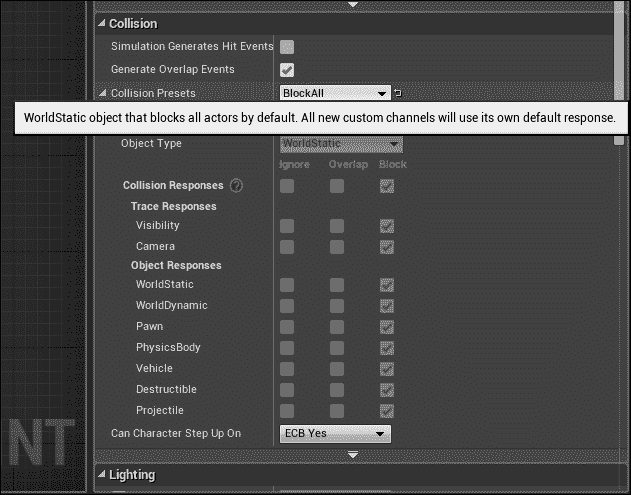 Collision
Simulation Generates Hit Events
Generate Overlap Events
Collision Presets BlockAll
WorldStatic object that blocks all actors by default. All new custom channels will use its own default response.
Object Type WorldStatic
Ignore Overlap Block
Collision Responses ?
Trace Responses
Visibility
Camera
Object Responses
WorldStatic
WorldDynamic
Pawn
PhysicsBody
Vehicle
Destructible
Projectile
Can Character Step Up On ECB Yes
NT
Lighting